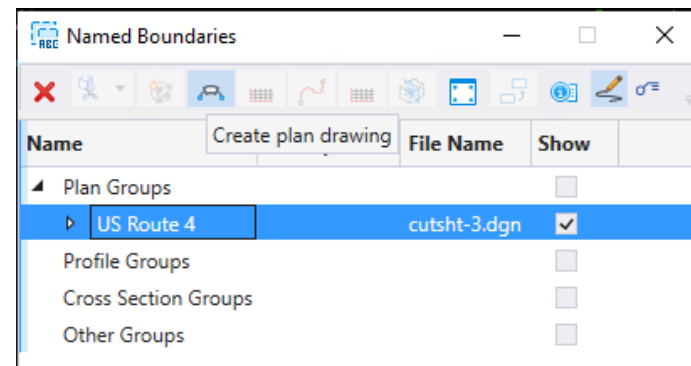 ABC Named Boundaries
Create plan drawing
Name File Name Show
Plan Groups
US Route 4 cutsht-3.dgn
Profile Groups
Cross Section Groups
Other Groups